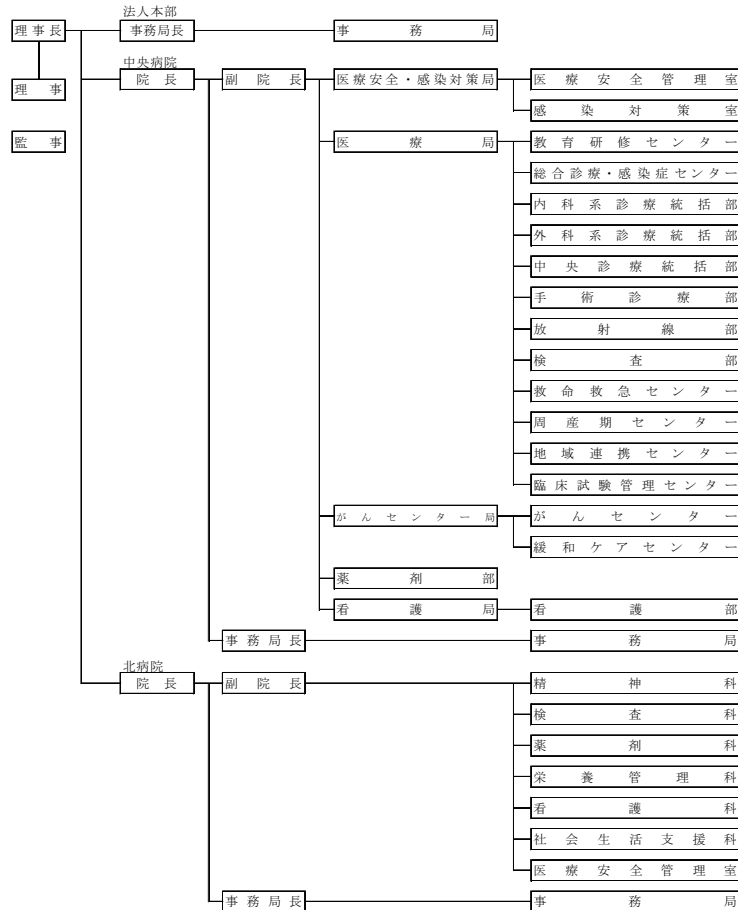 法人本部
理事長 事務局長 事務局
中央病院
院長 副院長 医療安全・感染対策局 医療安全管理室
理事
感染対策室
監事 医療局 教育研修センター
総合診療・感染症センター
内科系診療統括部
外科系診療統括部
中央診療統括部
手術診療部
放射線部
検査部
救命救急センター
周産期センター
地域連携センター
臨床試験管理センター
がんセンター局 がんセンター
緩和ケアセンター
薬剤部
看護局 看護部
事務局長 事務局
北病院
院長 副院長 精神科
検査科
薬剤科
栄養管理科
看護科
社会生活支援科
医療安全管理室
事務局長 事務局